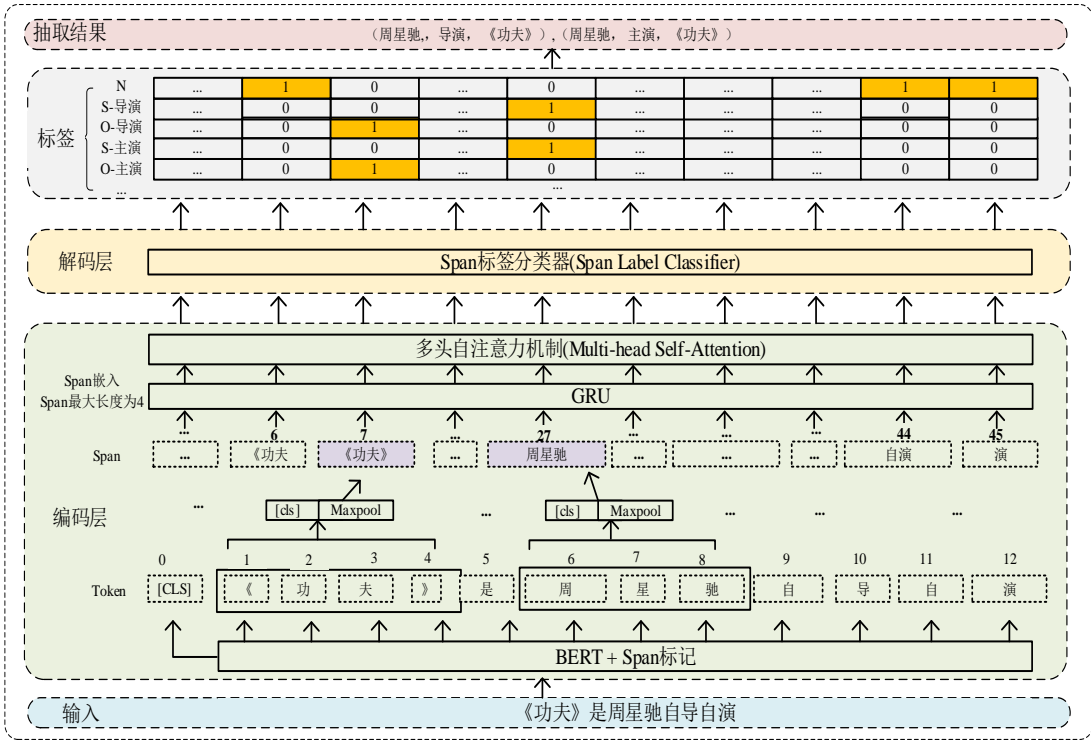 抽取结果 (周星驰,, 导演, 《功夫》),(周星驰, 主演, 《功夫》)
标签
N ... 1 0 ... 0 ... ... ... 1 1
S-导演 ... 0 0 ... 1 ... ... ... 0 0
O-导演 ... 0 1 ... 0 ... ... ... 0 0
S-主演 ... 0 0 ... 1 ... ... ... 0 0
O-主演 ... 0 1 ... 0 ... ... ... 0 0
... ...
解码层 Span标签分类器(Span Label Classifier)
多头自注意力机制(Multi-head Self-Attention)
Span嵌入
Span最大长度为4
GRU
... 6 7 ... 27 ... ... ... 44 45
Span ... 《功夫 《功夫》 ... 周星驰 ... ... ... 自演 演
编码层 ... [cls] Maxpool ... [cls] Maxpool ... ... ...
0 1 2 3 4 5 6 7 8 9 10 11 12
Token [CLS] 《 功 夫 》 是 周 星 驰 自 导 自 演
BERT + Span标记
输入 《功夫》是周星驰自导自演